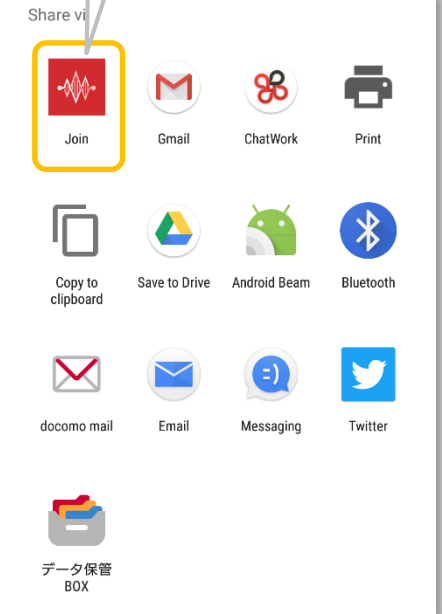 Share vi
Join
Gmail
ChatWork
Print
Copy to
clipboard
Save to Drive
Android Beam
Bluetooth
docomo mail
Email
=)
Messaging
Twitter
データ保管
BOX